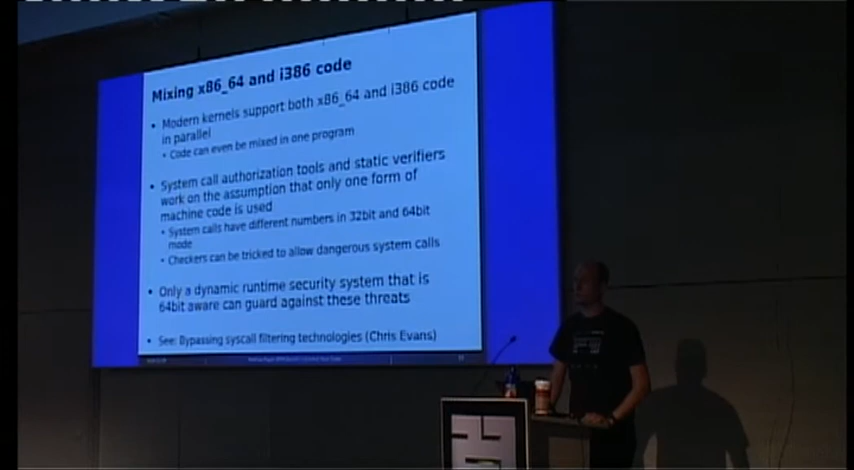 Mixing x86_64 and i386 code
• Modern kernels support both x86_64 and i386 code
in parallel
• Code can even be mixed in one program
• System call authorization tools and static verifiers
work on the assumption that only one form of
machine code is used
• System calls have different numbers in 32bit and 64bit
mode
• Checkers can be tricked to allow dangerous system calls
• Only a dynamic runtime security system that is
64bit aware can guard against these threats
• See: Bypassing syscall filtering technologies (Chris Evans)